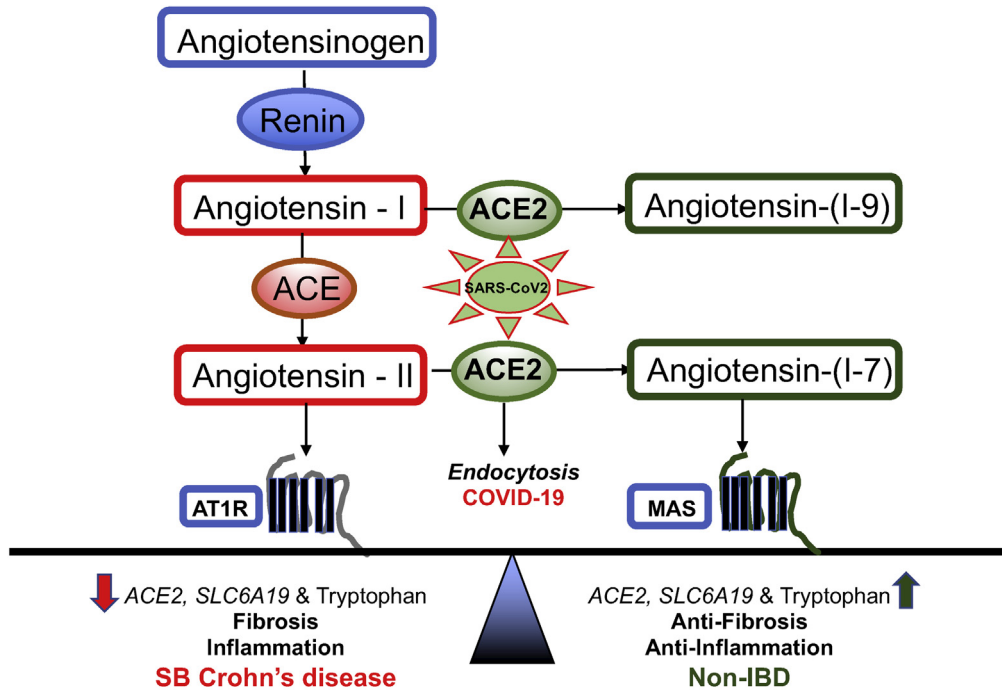 Angiotensinogen
Renin
Angiotensin - I
ACE2
Angiotensin-(I-9)
ACE
SARS-CoV2
Angiotensin - II
ACE2
Angiotensin-(I-7)
Endocytosis
COVID-19
AT1R
MAS
ACE2, SLC6A19 & Tryptophan
Fibrosis
Inflammation
SB Crohn's disease
ACE2, SLC6A19 & Tryptophan
Anti-Fibrosis
Anti-Inflammation
Non-IBD